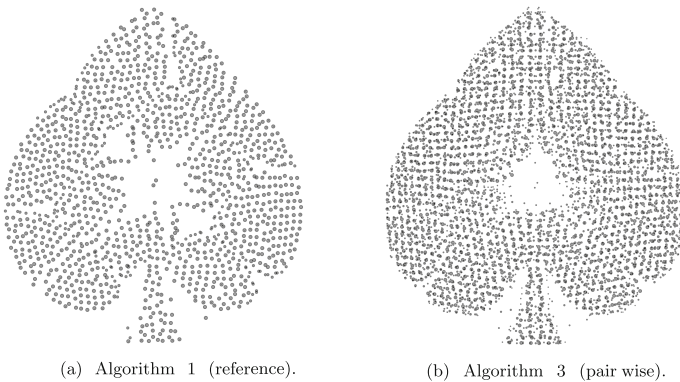 (a) Algorithm 1 (reference).
(b) Algorithm 3 (pair wise).